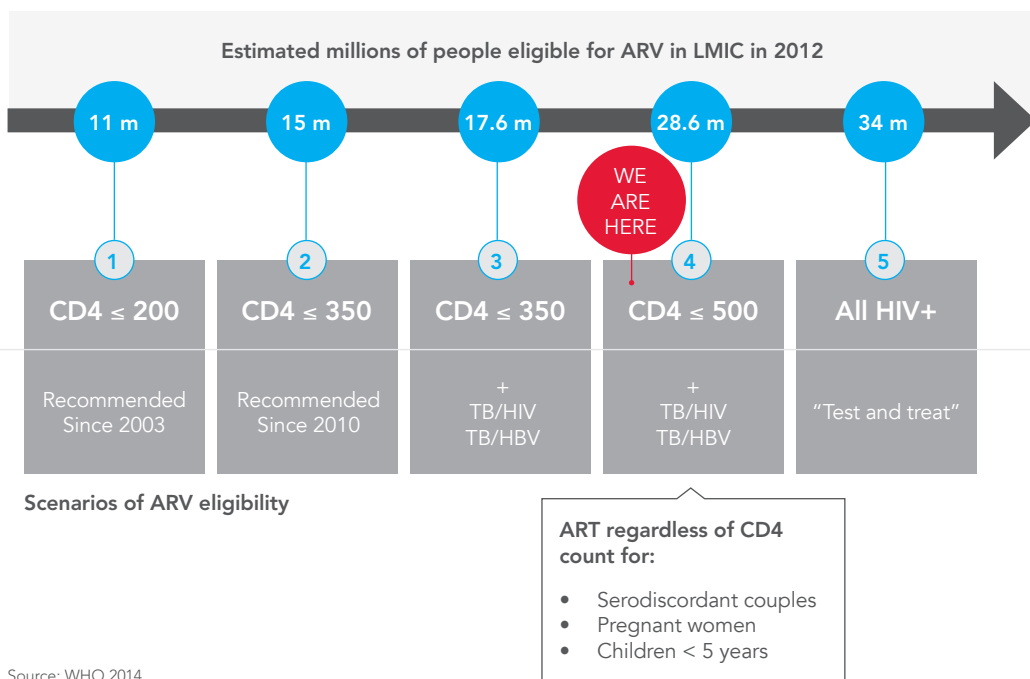 Estimated millions of people eligible for ARV in LMIC in 2012
11 m
15 m
17.6 m
28.6 m
34 m
WE
ARE
HERE
1
2
3
4
5
CD4 ≤ 200
CD4 ≤ 350
CD4 ≤ 350
CD4 ≤ 500
All HIV+
Recommended
Since 2003
Recommended
Since 2010
+
TB/HIV
TB/HBV
+
TB/HIV
TB/HBV
“Test and treat”
Scenarios of ARV eligibility
ART regardless of CD4
count for:
• Serodiscordant couples
• Pregnant women
• Children < 5 years
Source: WHO 2014